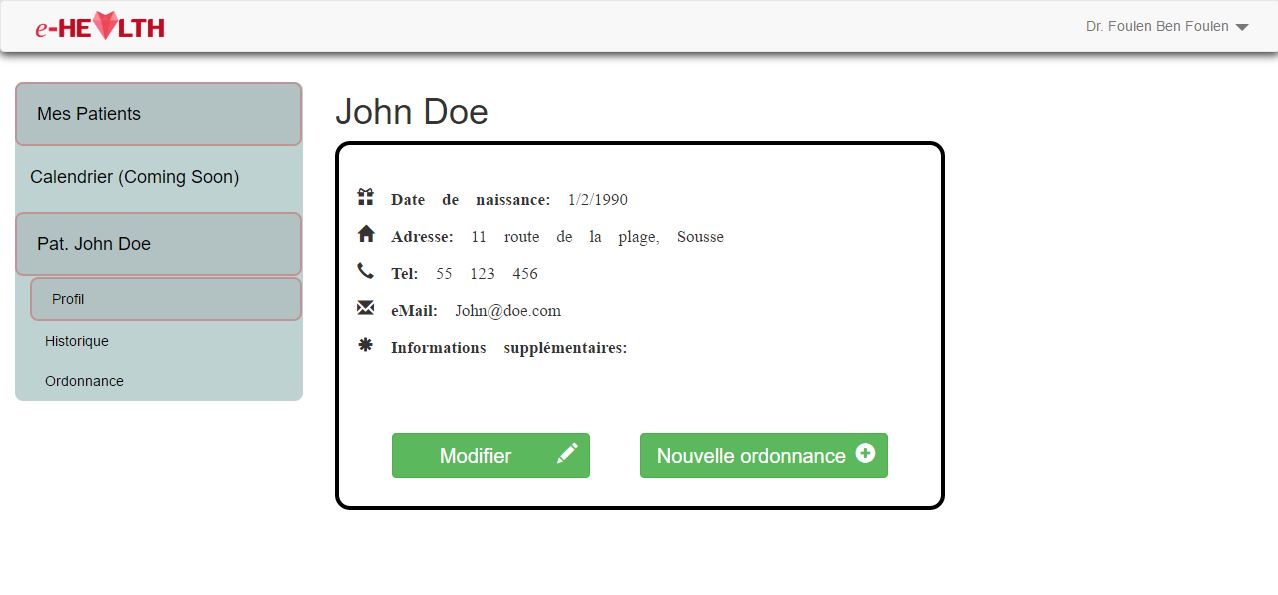 e-HEALTH
Dr. Foulen Ben Foulen
Mes Patients
Calendrier (Coming Soon)
Pat. John Doe
Profil
Historique
Ordonnance
John Doe
Date de naissance: 1/2/1990
Adresse: 11 route de la plage, Sousse
Tel: 55 123 456
eMail: John@doe.com
Informations supplémentaires:
Modifier
Nouvelle ordonnance